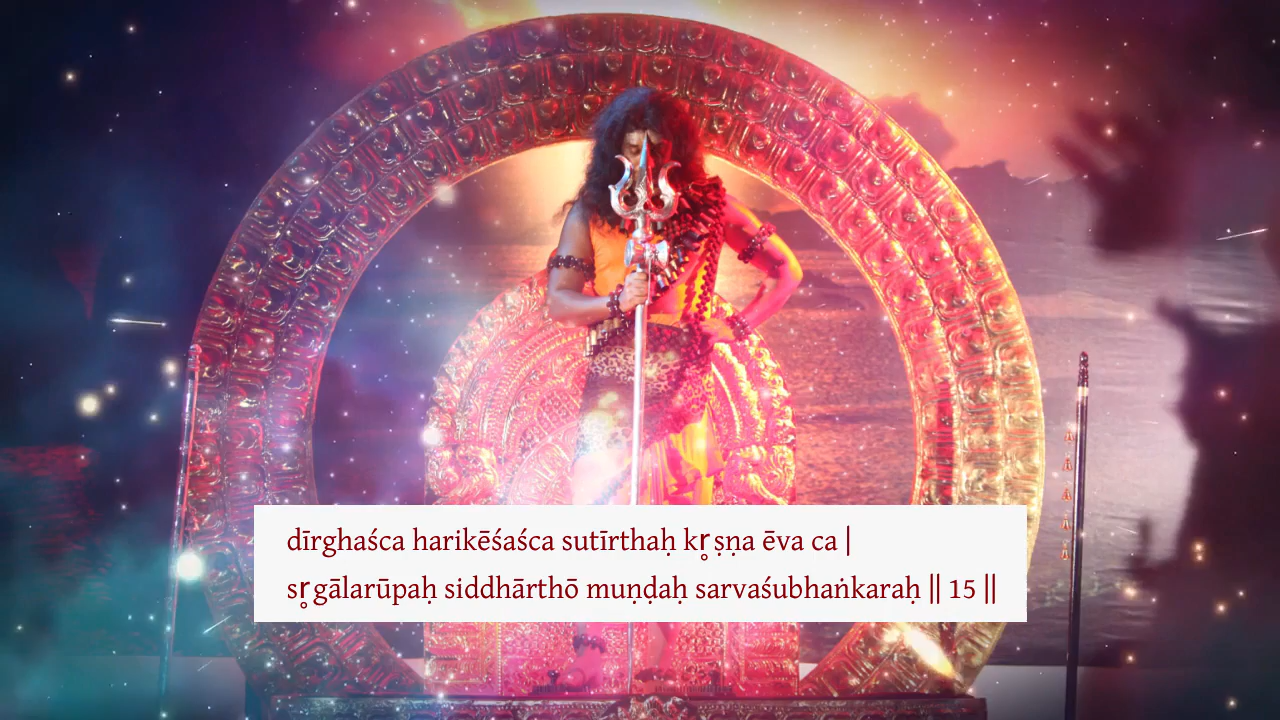 dīrghaśca harikēśaśca sutīrthaḥ kr̥ṣṇa ēva ca |
sr̥gālarūpaḥ siddhārthō muṇḍaḥ sarvaśubhaṅkaraḥ || 15 ||